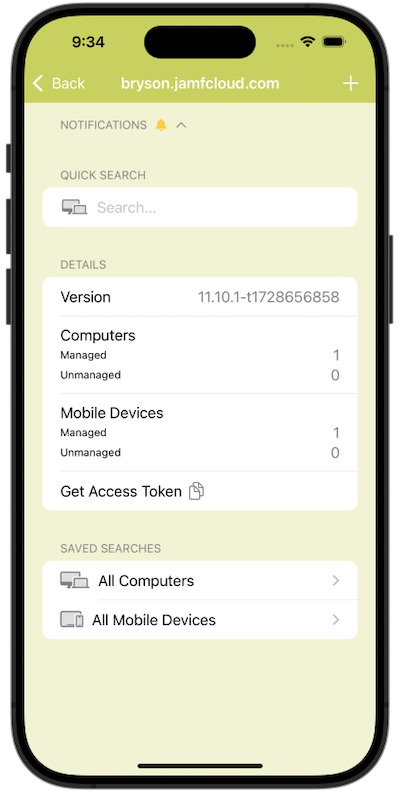 9:34
Back bryson.jamfcloud.com
NOTIFICATIONS
QUICK SEARCH
Search...
DETAILS
Version 11.10.1-t1728656858
Computers
Managed 1
Unmanaged 0
Mobile Devices
Managed 1
Unmanaged 0
Get Access Token
SAVED SEARCHES
All Computers
All Mobile Devices